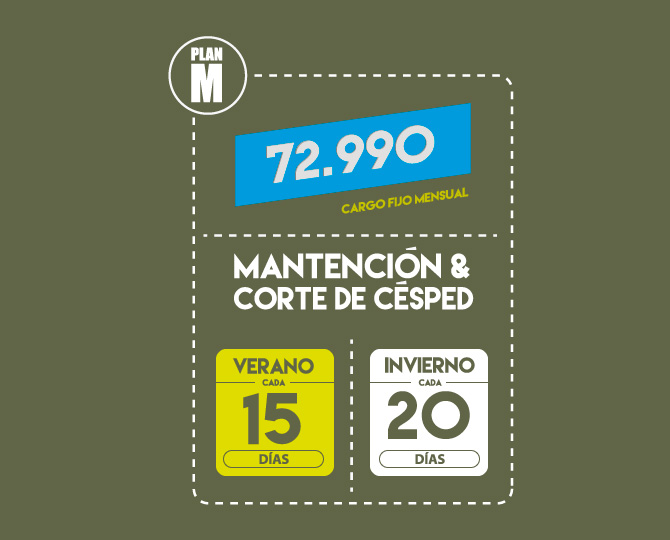 PLAN
M
72.990
CARGO FIJO MENSUAL
MANTENCIÓN &
CORTE DE CÉSPED
VERANO
CADA
15
DÍAS
INVIERNO
CADA
20
DÍAS